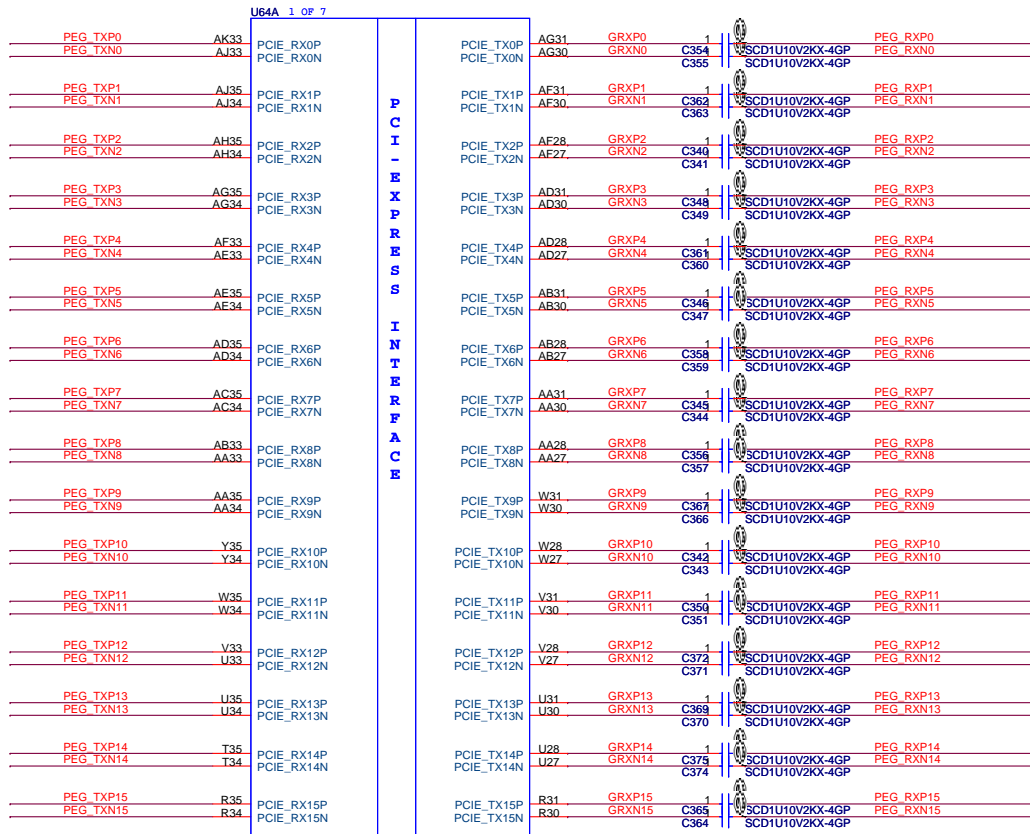 U64A 1 OF 7
PEG_TXP0 AK33 PCIE_RX0P PCIE_TX0P AG31 GRXP0 1 PEG_RXP0
PEG_TXN0 AJ33 PCIE_RX0N PCIE_TX0N AG30 GRXN0 C354 SCD1U10V2KX-4GP PEG_RXN0
C355 SCD1U10V2KX-4GP
PEG_TXP1 AJ35 PCIE_RX1P PCIE_TX1P AF31 GRXP1 1 PEG_RXP1
PEG_TXN1 AJ34 PCIE_RX1N PCIE_TX1N AF30 GRXN1 C362 SCD1U10V2KX-4GP PEG_RXN1
C363 SCD1U10V2KX-4GP
PEG_TXP2 AH35 PCIE_RX2P PCIE_TX2P AF28 GRXP2 1 PEG_RXP2
PEG_TXN2 AH34 PCIE_RX2N PCIE_TX2N AF27 GRXN2 C340 SCD1U10V2KX-4GP PEG_RXN2
C341 SCD1U10V2KX-4GP
PEG_TXP3 AG35 PCIE_RX3P PCIE_TX3P AD31 GRXP3 1 PEG_RXP3
PEG_TXN3 AG34 PCIE_RX3N PCIE_TX3N AD30 GRXN3 C348 SCD1U10V2KX-4GP PEG_RXN3
C349 SCD1U10V2KX-4GP
PEG_TXP4 AF33 PCIE_RX4P PCIE_TX4P AD28 GRXP4 1 PEG_RXP4
PEG_TXN4 AE33 PCIE_RX4N PCIE_TX4N AD27 GRXN4 C361 SCD1U10V2KX-4GP PEG_RXN4
C360 SCD1U10V2KX-4GP
PEG_TXP5 AE35 PCIE_RX5P PCIE_TX5P AB31 GRXP5 1 PEG_RXP5
PEG_TXN5 AE34 PCIE_RX5N PCIE_TX5N AB30 GRXN5 C346 SCD1U10V2KX-4GP PEG_RXN5
C347 SCD1U10V2KX-4GP
PEG_TXP6 AD35 PCIE_RX6P PCIE_TX6P AB28 GRXP6 1 PEG_RXP6
PEG_TXN6 AD34 PCIE_RX6N PCIE_TX6N AB27 GRXN6 C358 SCD1U10V2KX-4GP PEG_RXN6
C359 SCD1U10V2KX-4GP
PEG_TXP7 AC35 PCIE_RX7P PCIE_TX7P AA31 GRXP7 1 PEG_RXP7
PEG_TXN7 AC34 PCIE_RX7N PCIE_TX7N AA30 GRXN7 C345 SCD1U10V2KX-4GP PEG_RXN7
C344 SCD1U10V2KX-4GP
PEG_TXP8 AB33 PCIE_RX8P PCIE_TX8P AA28 GRXP8 1 PEG_RXP8
PEG_TXN8 AA33 PCIE_RX8N PCIE_TX8N AA27 GRXN8 C356 SCD1U10V2KX-4GP PEG_RXN8
C357 SCD1U10V2KX-4GP
PEG_TXP9 AA35 PCIE_RX9P PCIE_TX9P W31 GRXP9 1 PEG_RXP9
PEG_TXN9 AA34 PCIE_RX9N PCIE_TX9N W30 GRXN9 C367 SCD1U10V2KX-4GP PEG_RXN9
C366 SCD1U10V2KX-4GP
PEG_TXP10 Y35 PCIE_RX10P PCIE_TX10P W28 GRXP10 1 PEG_RXP10
PEG_TXN10 Y34 PCIE_RX10N PCIE_TX10N W27 GRXN10 C342 SCD1U10V2KX-4GP PEG_RXN10
C343 SCD1U10V2KX-4GP
PEG_TXP11 W35 PCIE_RX11P PCIE_TX11P V31 GRXP11 1 PEG_RXP11
PEG_TXN11 W34 PCIE_RX11N PCIE_TX11N V30 GRXN11 C350 SCD1U10V2KX-4GP PEG_RXN11
C351 SCD1U10V2KX-4GP
PEG_TXP12 V33 PCIE_RX12P PCIE_TX12P V28 GRXP12 1 PEG_RXP12
PEG_TXN12 U33 PCIE_RX12N PCIE_TX12N V27 GRXN12 C372 SCD1U10V2KX-4GP PEG_RXN12
C371 SCD1U10V2KX-4GP
PEG_TXP13 U35 PCIE_RX13P PCIE_TX13P U31 GRXP13 1 PEG_RXP13
PEG_TXN13 U34 PCIE_RX13N PCIE_TX13N U30 GRXN13 C369 SCD1U10V2KX-4GP PEG_RXN13
C370 SCD1U10V2KX-4GP
PEG_TXP14 T35 PCIE_RX14P PCIE_TX14P U28 GRXP14 1 PEG_RXP14
PEG_TXN14 T34 PCIE_RX14N PCIE_TX14N U27 GRXN14 C375 SCD1U10V2KX-4GP PEG_RXN14
C374 SCD1U10V2KX-4GP
PEG_TXP15 R35 PCIE_RX15P PCIE_TX15P R31 GRXP15 1 PEG_RXP15
PEG_TXN15 R34 PCIE_RX15N PCIE_TX15N R30 GRXN15 C365 SCD1U10V2KX-4GP PEG_RXN15
C364 SCD1U10V2KX-4GP
PCI-EXPRESS INTERFACE